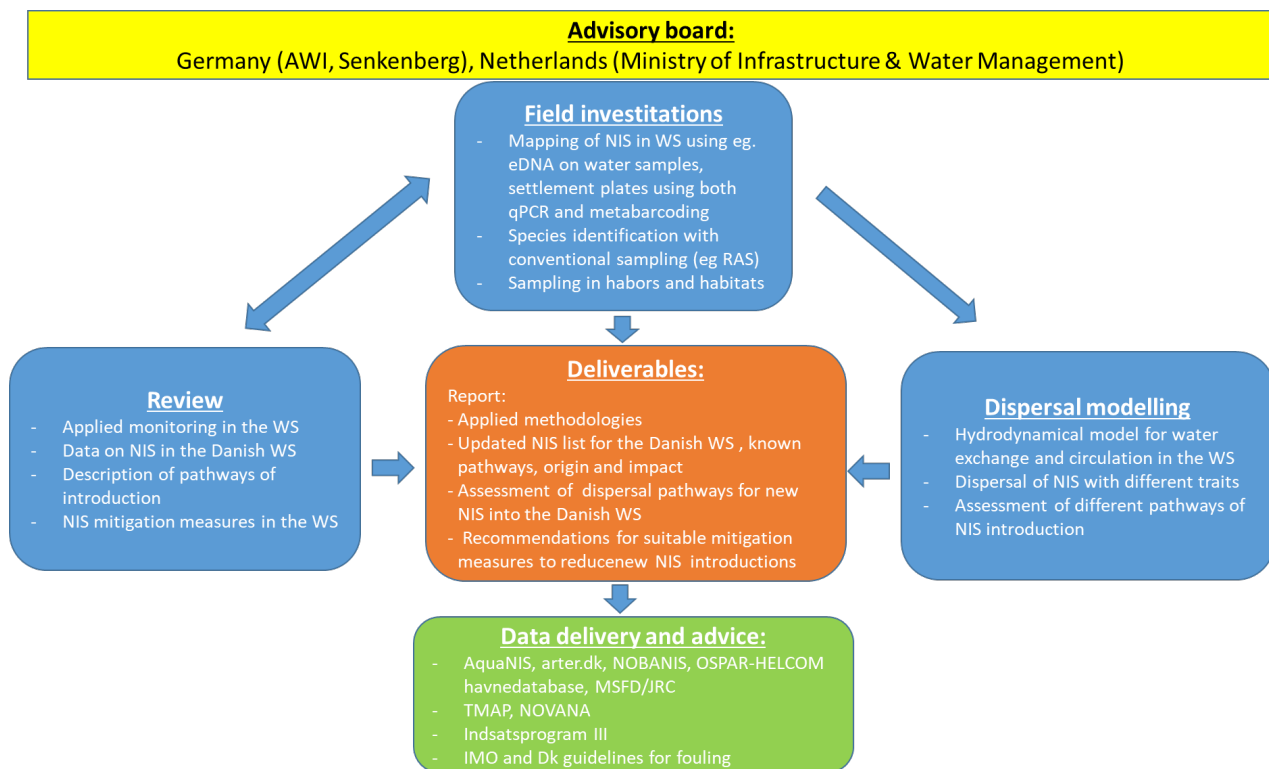 Advisory board:
Germany (AWI, Senkenberg), Netherlands (Ministry of Infrastructure & Water Management)
Field investitations
- Mapping of NIS in WS using eg.
eDNA on water samples,
settlement plates using both
qPCR and metabarcoding
- Species identification with
conventional sampling (eg RAS)
- Sampling in habors and habitats
Review
- Applied monitoring in the WS
- Data on NIS in the Danish WS
- Description of pathways of
introduction
- NIS mitigation measures in the WS
Deliverables:
Report:
- Applied methodologies
- Updated NIS list for the Danish WS , known
pathways, origin and impact
- Assessment of dispersal pathways for new
NIS into the Danish WS
- Recommendations for suitable mitigation
measures to reducenew NIS introductions
Dispersal modelling
- Hydrodynamical model for water
exchange and circulation in the WS
- Dispersal of NIS with different traits
- Assessment of different pathways of
NIS introduction
Data delivery and advice:
- AquaNIS, arter.dk, NOBANIS, OSPAR-HELCOM
havnedatabase, MSFD/JRC
- TMAP, NOVANA
- Indsatsprogram III
- IMO and Dk guidelines for fouling